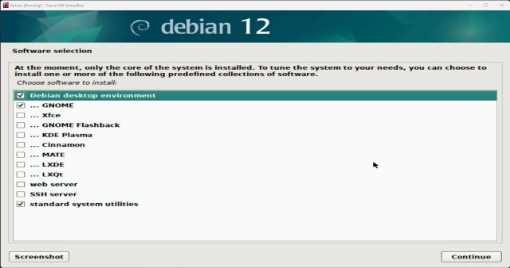 Debian [Running] - Oracle VM VirtualBox
debian 12
Software selection
At the moment, only the core of the system is installed. To tune the system to your needs, you can choose to
install one or more of the following predefined collections of software.
Choose software to install:
Debian desktop environment
... GNOME
... Xfce
... GNOME Flashback
... KDE Plasma
... Cinnamon
... MATE
... LXDE
... LXQt
web server
SSH server
standard system utilities
Screenshot
Continue